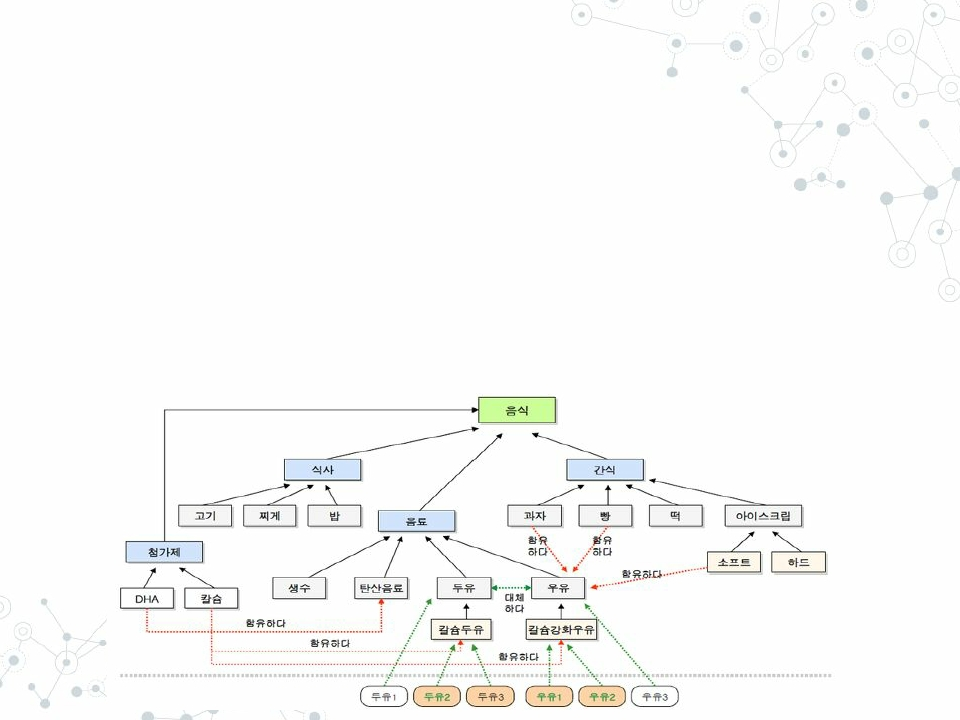 음식
식사
간식
고기
찌게
밥
음료
과자
빵
떡
아이스크림
함유
하다
함유
하다
첨가제
소프트
하드
함유하다
DHA
칼슘
생수
탄산음료
두유
대체
하다
우유
함유하다
칼슘두유
칼슘강화우유
함유하다
함유하다
두유1
두유2
두유3
우유1
우유2
우유3